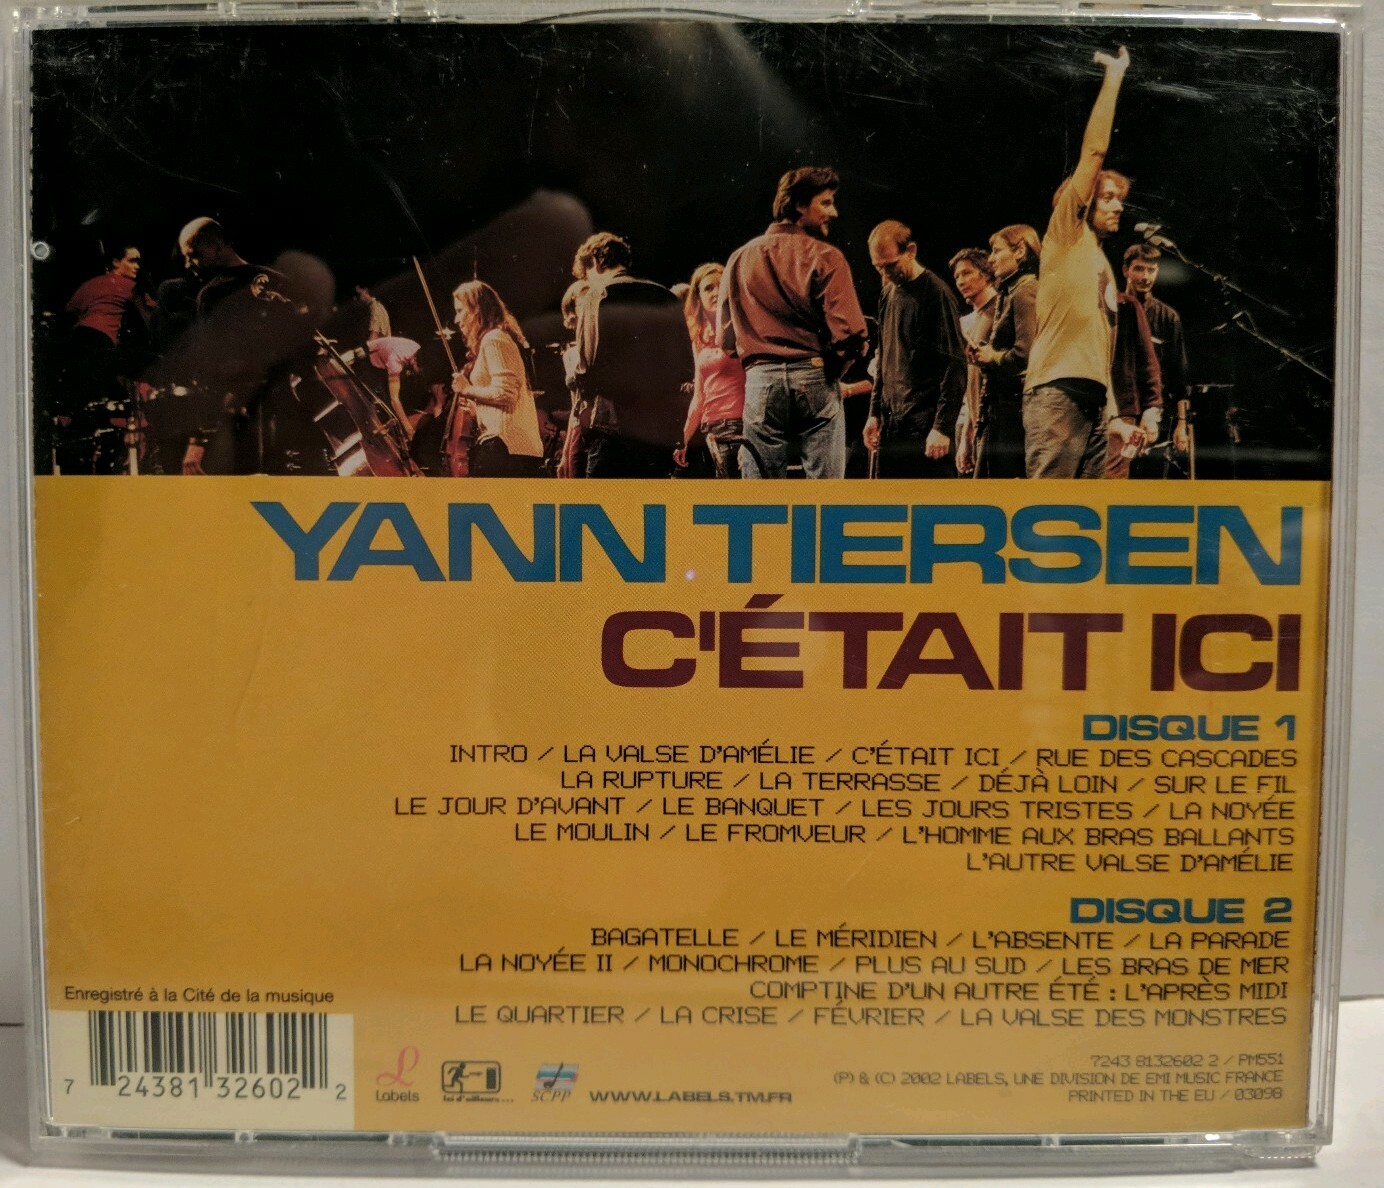 YANN TIERSEN
C'ÉTAIT ICI
DISQUE 1
INTRO / LA VALSE D'AMÉLIE / C'ÉTAIT ICI / RUE DES CASCADES
LA RUPTURE / LA TERRASSE / DÉJÀ LOIN / SUR LE FIL
LE JOUR D'AVANT / LE BANQUET / LES JOURS TRISTES / LA NOYÉE
LE MOULIN / LE FROMVEUR / L'HOMME AUX BRAS BALLANTS
L'AUTRE VALSE D'AMÉLIE
DISQUE 2
BAGATELLE / LE MÉRIDIEN / L'ABSENTE / LA PARADE
LA NOYÉE II / MONOCHROME / PLUS AU SUD / LES BRAS DE MER
COMPTINE D'UN AUTRE ÉTÉ : L'APRÈS MIDI
LE QUARTIER / LA CRISE / FÉVRIER / LA VALSE DES MONSTRES
Enregistré à la Cité de la musique
7 24381 32602 2
L
Labels
Ici d'ailleurs...
SCPP
WWW.LABELS.TM.FR
7243 8132602 2 / PM551
(P) & (C) 2002 LABELS, UNE DIVISION DE EMI MUSIC FRANCE
PRINTED IN THE EU / 03098